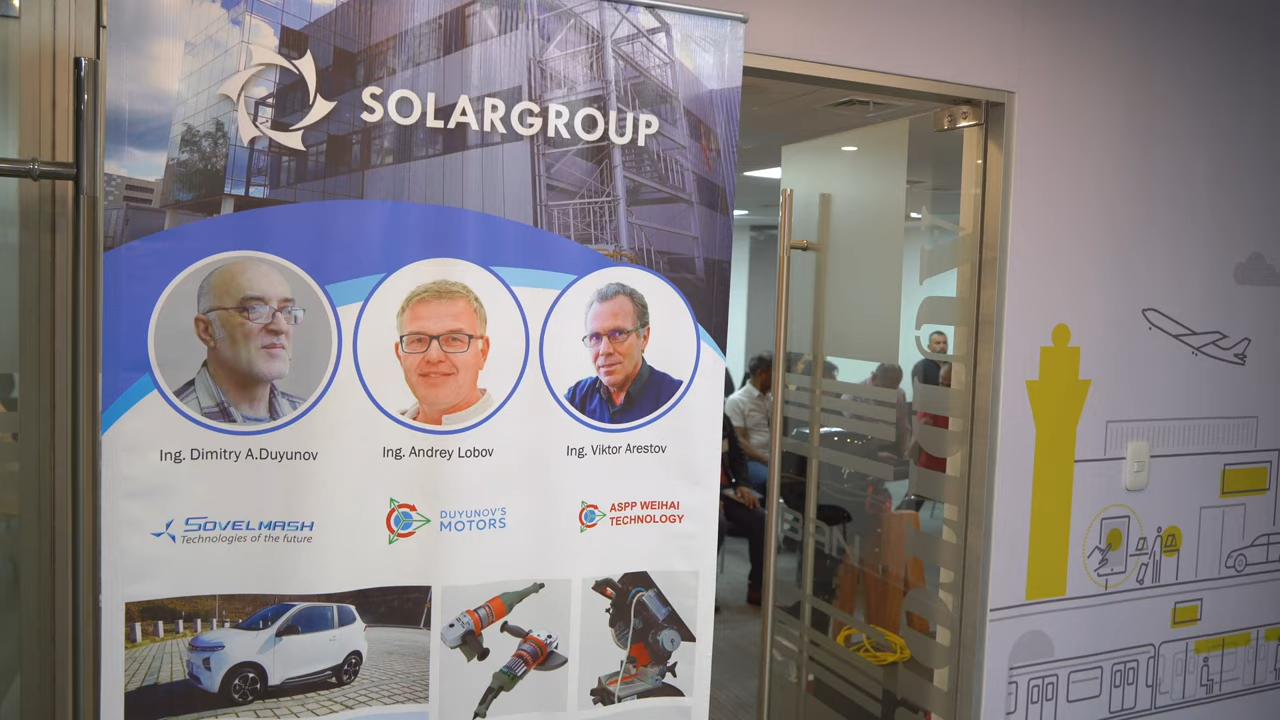 SOLARGROUP
Ing. Dimitry A.Duyunov
Ing. Andrey Lobov
Ing. Viktor Arestov
SOVELMASH
Technologies of the future
DUYUNOV'S
MOTORS
ASPP WEIHAI
TECHNOLOGY